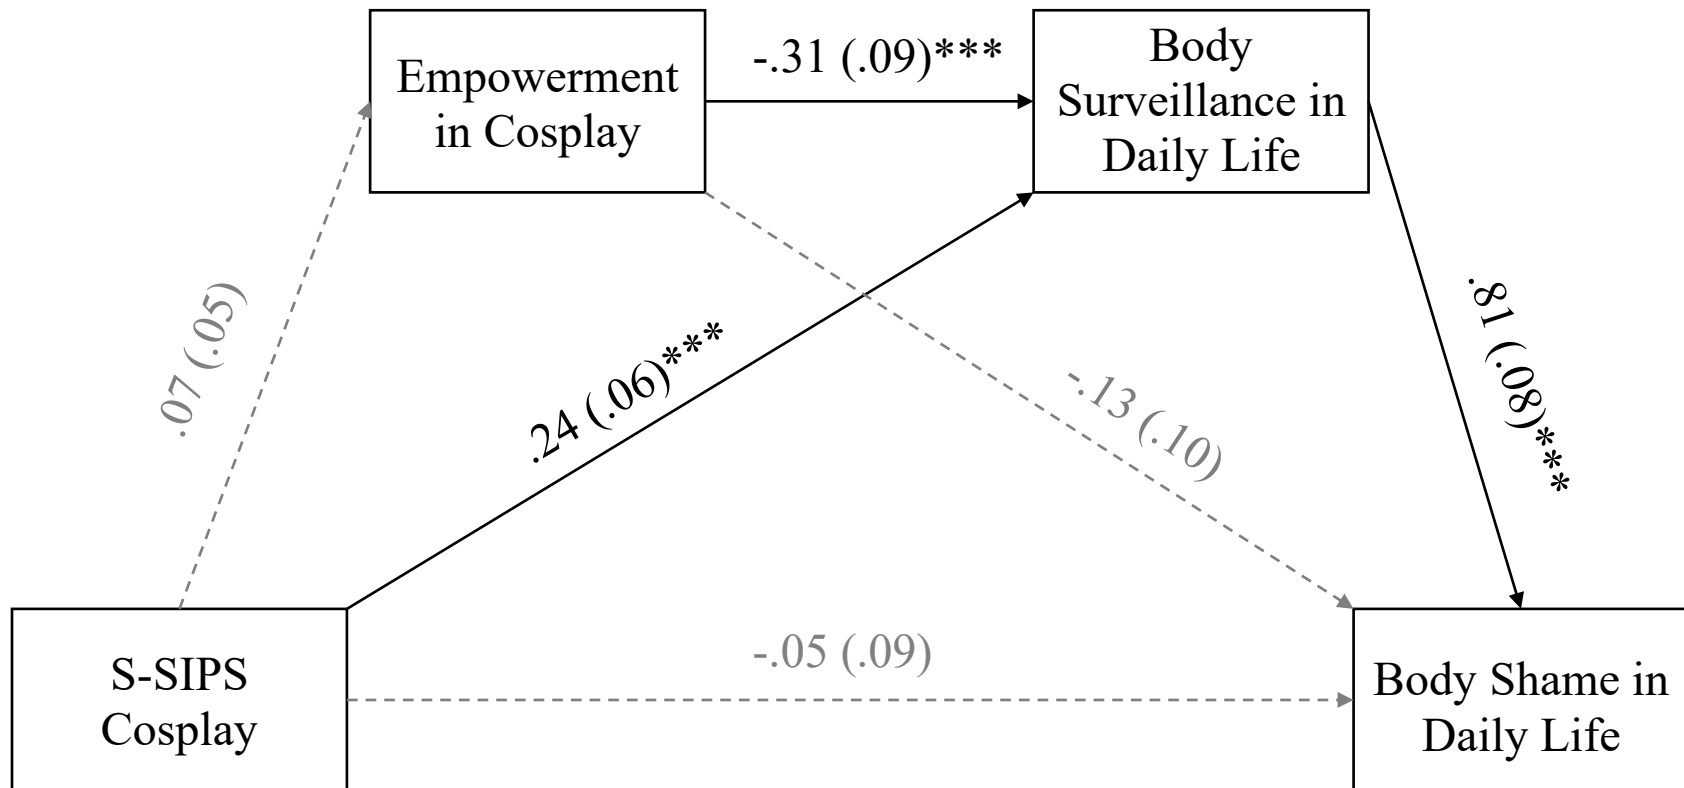 Empowerment
in Cosplay
-.31 (.09)***
Body
Surveillance in
Daily Life
.07 (.05)
.24 (.06)***
-.13 (.10)
.81 (.08)***
S-SIPS
Cosplay
-.05 (.09)
Body Shame in
Daily Life